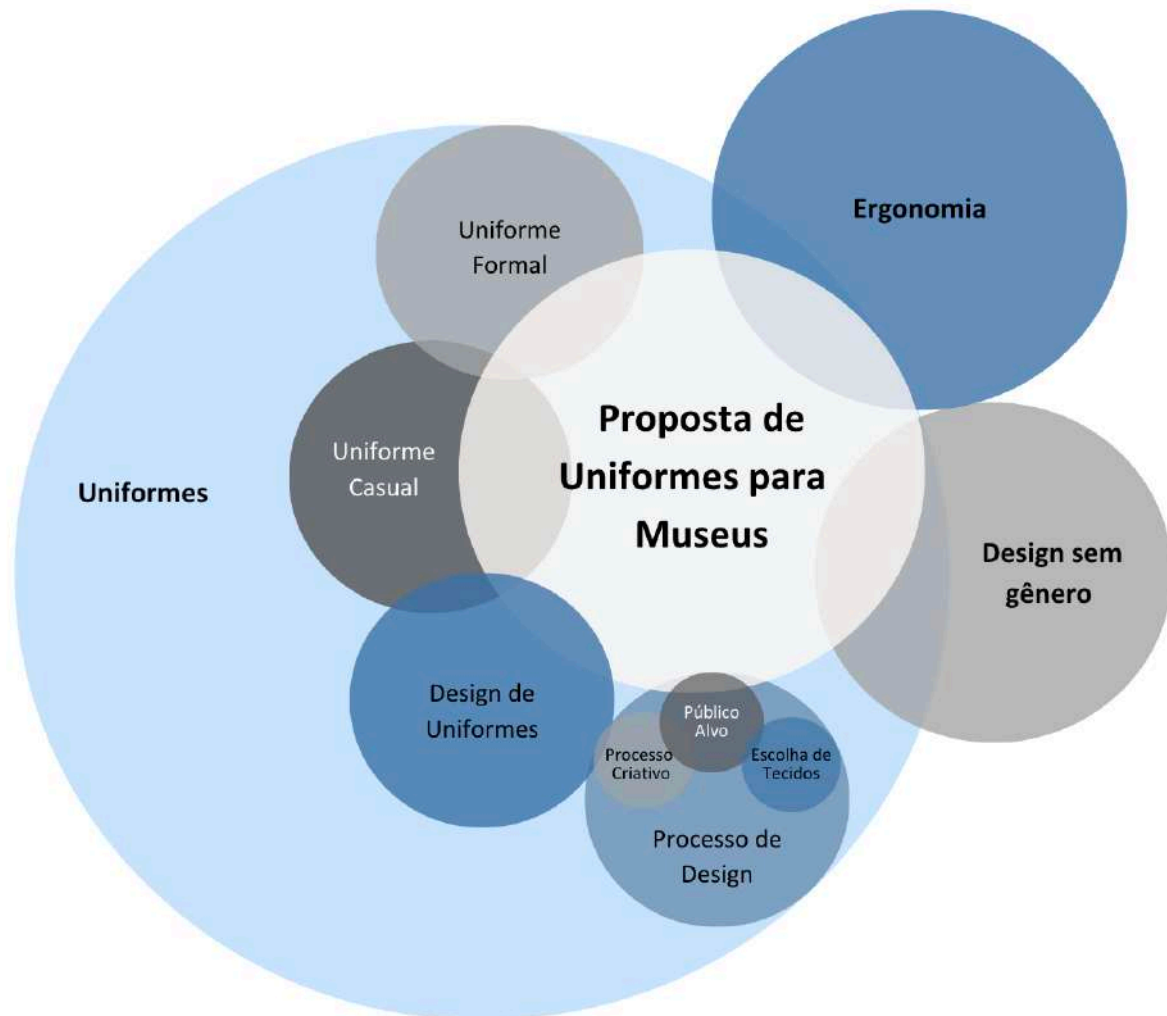 Ergonomia
Uniforme
Formal
Proposta de
Uniformes para
Museus
Uniforme
Casual
Uniformes
Design sem
gênero
Design de
Uniformes
Público
Alvo
Processo
Criativo
Escolha de
Tecidos
Processo de
Design